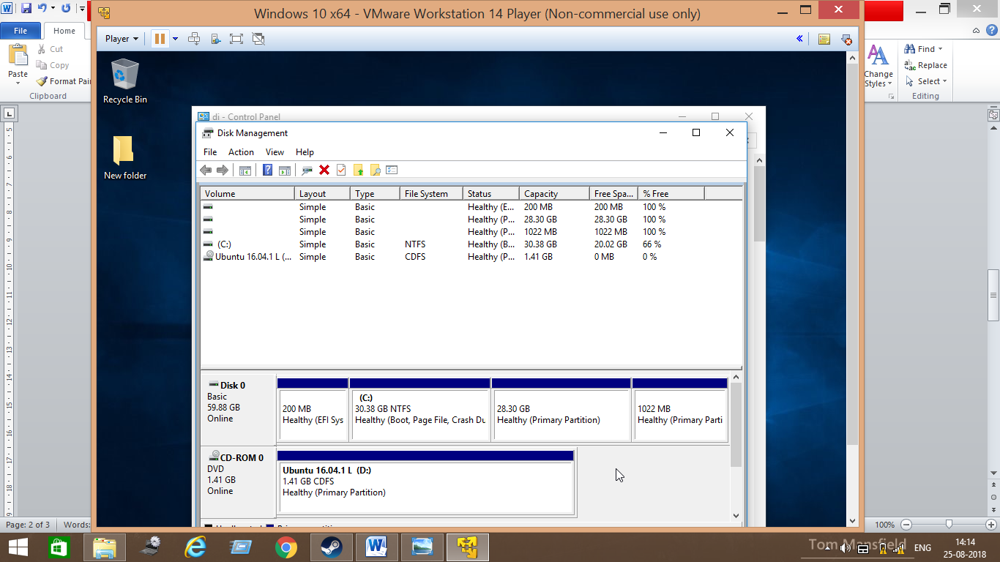 Windows 10 x64 - VMware Workstation 14 Player (Non-commercial use only)
File Home
Cut
Copy
Paste Format Pai
Clipboard
Player
Find
Replace
Change Styles Select
Editing
Recycle Bin
New folder
di - Control Panel
Disk Management
File Action View Help
Volume Layout Type File System Status Capacity Free Spa... % Free
Simple Basic Healthy (E... 200 MB 200 MB 100 %
Simple Basic Healthy (P... 28.30 GB 28.30 GB 100 %
Simple Basic Healthy (P... 1022 MB 1022 MB 100 %
(C:) Simple Basic NTFS Healthy (B... 30.38 GB 20.02 GB 66 %
Ubuntu 16.04.1 L (... Simple Basic CDFS Healthy (P... 1.41 GB 0 MB 0 %
Disk 0
Basic
59.88 GB
Online
200 MB
Healthy (EFI Sys
(C:)
30.38 GB NTFS
Healthy (Boot, Page File, Crash Du
28.30 GB
Healthy (Primary Partition)
1022 MB
Healthy (Primary Parti
CD-ROM 0
DVD
1.41 GB
Online
Ubuntu 16.04.1 L (D:)
1.41 GB CDFS
Healthy (Primary Partition)
Page: 2 of 3 Words:
100%
Tom Mansfield
ENG
14:14
25-08-2018